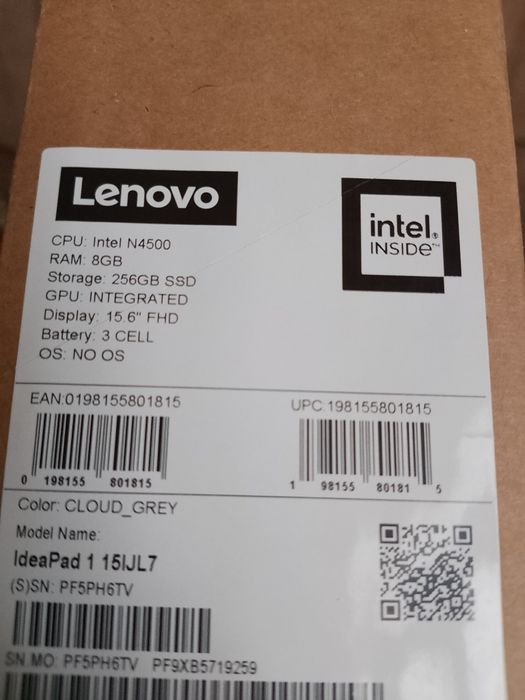 Lenovo
intel.
INSIDE™
CPU: Intel N4500
RAM: 8GB
Storage: 256GB SSD
GPU: INTEGRATED
Display: 15.6" FHD
Battery: 3 CELL
OS: NO OS
EAN:0198155801815
UPC:198155801815
0 198155 801815
1 98155 80181 5
Color: CLOUD_GREY
Model Name:
IdeaPad 1 15IJL7
(S)SN: PF5PH6TV
SN,MO: PF5PH6TV PF9XB5719259